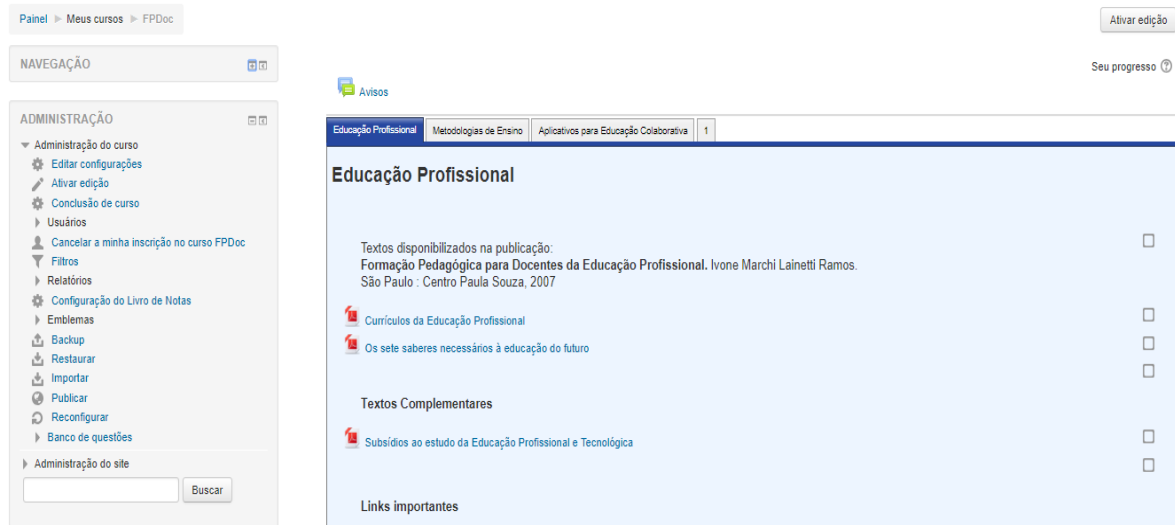 Painel Meus cursos FPDoc
Ativar edição
NAVEGAÇÃO
Seu progresso
Avisos
ADMINISTRAÇÃO
Administração do curso
Editar configurações
Ativar edição
Conclusão de curso
Usuários
Cancelar a minha inscrição no curso FPDoc
Filtros
Relatórios
Configuração do Livro de Notas
Emblemas
Backup
Restaurar
Importar
Publicar
Reconfigurar
Banco de questões
Administração do site
Buscar
Educação Profissional Metodologias de Ensino Aplicativos para Educação Colaborativa 1
Educação Profissional
Textos disponibilizados na publicação:
Formação Pedagógica para Docentes da Educação Profissional. Ivone Marchi Lainetti Ramos.
São Paulo : Centro Paula Souza, 2007
Currículos da Educação Profissional
Os sete saberes necessários à educação do futuro
Textos Complementares
Subsídios ao estudo da Educação Profissional e Tecnológica
Links importantes